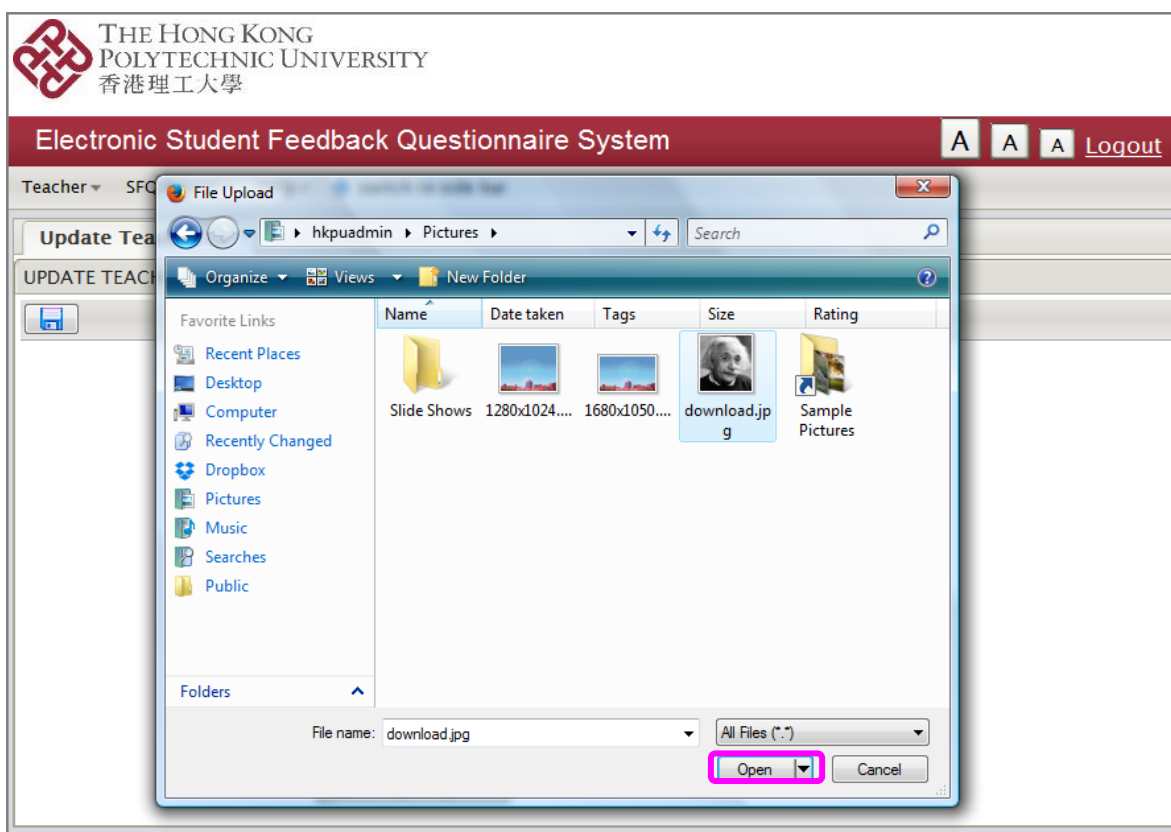 THE HONG KONG
POLYTECHNIC UNIVERSITY
香港理工大學
Electronic Student Feedback Questionnaire System
A A A Logout
Teacher SFQ
File Upload
hkpuadmin Pictures
Search
Update Tea
UPDATE TEACH
Organize Views New Folder
Favorite Links
Name Date taken Tags Size Rating
Recent Places
Desktop
Computer
Recently Changed
Dropbox
Pictures
Music
Searches
Public
Slide Shows 1280x1024.... 1680x1050.... download.jp
g
Sample
Pictures
Folders
File name: download.jpg All Files (*.*)
Open Cancel